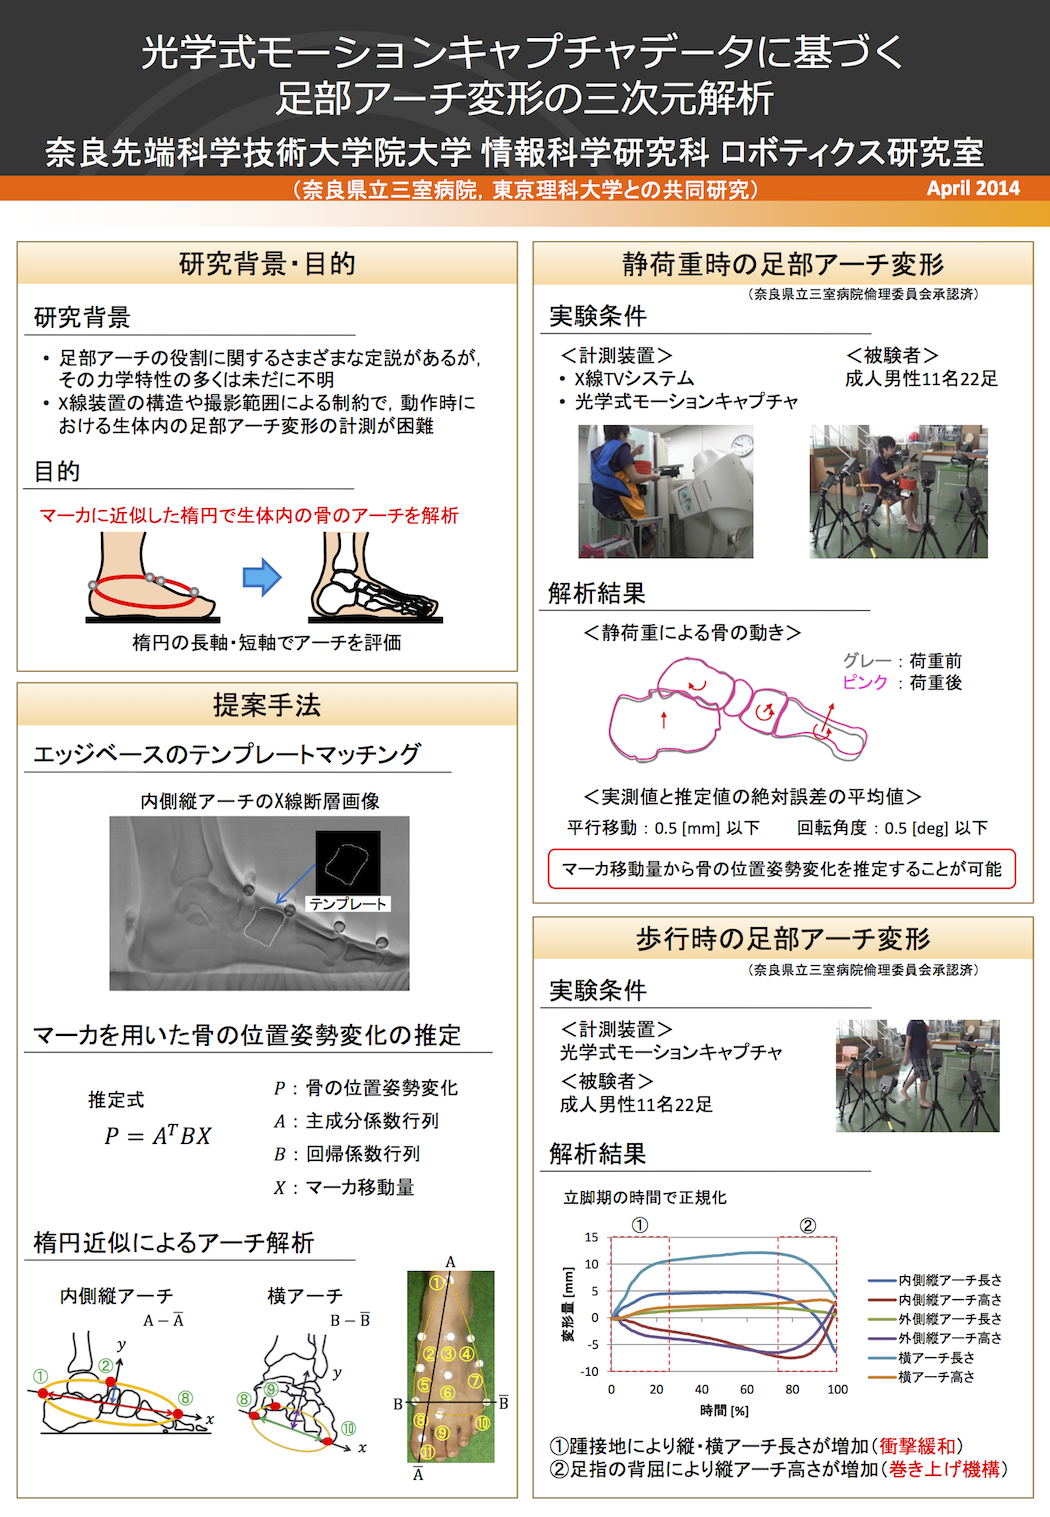 光学式モーションキャプチャデータに基づく
足部アーチ変形の三次元解析
奈良先端科学技術大学院大学 情報科学研究科 ロボティクス研究室
（奈良県立三室病院，東京理科大学との共同研究）
April 2014
研究背景・目的
研究背景
• 足部アーチの役割に関するさまざまな定説があるが，
その力学特性の多くは未だに不明
• X線装置の構造や撮影範囲による制約で，動作時に
おける生体内の足部アーチ変形の計測が困難
目的
マーカに近似した楕円で生体内の骨のアーチを解析
楕円の長軸・短軸でアーチを評価
提案手法
エッジベースのテンプレートマッチング
内側縦アーチのX線断層画像
テンプレート
マーカを用いた骨の位置姿勢変化の推定
推定式
P = AᵀBX
P：骨の位置姿勢変化
A：主成分係数行列
B：回帰係数行列
X：マーカ移動量
楕円近似によるアーチ解析
内側縦アーチ
A − A̅
① ② ⑧ y x
横アーチ
B − B̅
⑧ ⑨ ⑩ y x
A
①
② ③ ④
⑤ ⑥ ⑦
B B̅
⑧ ⑨ ⑩
⑪
A̅
静荷重時の足部アーチ変形
（奈良県立三室病院倫理委員会承認済）
実験条件
＜計測装置＞
• X線TVシステム
• 光学式モーションキャプチャ
＜被験者＞
成人男性11名22足
解析結果
＜静荷重による骨の動き＞
グレー：荷重前
ピンク：荷重後
＜実測値と推定値の絶対誤差の平均値＞
平行移動：0.5 [mm] 以下 回転角度：0.5 [deg] 以下
マーカ移動量から骨の位置姿勢変化を推定することが可能
歩行時の足部アーチ変形
（奈良県立三室病院倫理委員会承認済）
実験条件
＜計測装置＞
光学式モーションキャプチャ
＜被験者＞
成人男性11名22足
解析結果
立脚期の時間で正規化
① ②
15
10
5
0
-5
-10
変形量 [mm]
0 20 40 60 80 100
時間 [%]
内側縦アーチ長さ
内側縦アーチ高さ
外側縦アーチ長さ
外側縦アーチ高さ
横アーチ長さ
横アーチ高さ
①踵接地により縦・横アーチ長さが増加（衝撃緩和）
②足指の背屈により縦アーチ高さが増加（巻き上げ機構）